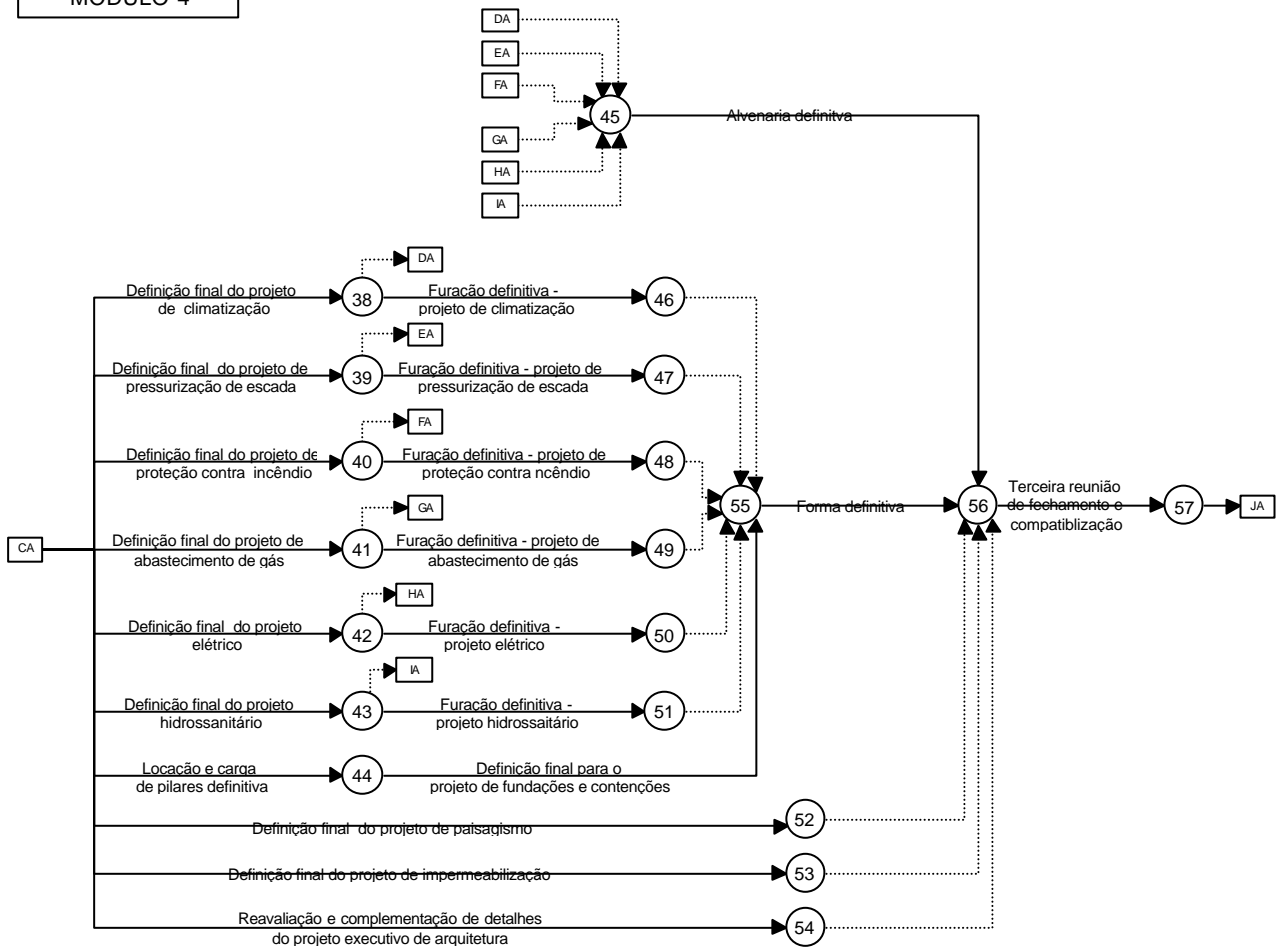 MÓDULO 4
DA
EA
FA
45
Alvenaria definitva
GA
HA
IA
DA
Definição final do projeto
de climatização
38
Furação definitiva -
projeto de climatização
46
EA
Definição final do projeto de
pressurização de escada
39
Furação definitiva - projeto de
pressurização de escada
47
FA
Definição final do projeto de
proteção contra incêndio
40
Furação definitiva - projeto de
proteção contra ncêndio
48
GA
CA
Definição final do projeto de
abastecimento de gás
41
Furação definitiva - projeto de
abastecimento de gás
49
55
Forma definitiva
56
Terceira reunião
de fechamento e
compatiblização
57
JA
HA
Definição final do projeto
elétrico
42
Furação definitiva -
projeto elétrico
50
IA
Definição final do projeto
hidrossanitário
43
Furação definitiva -
projeto hidrossaitário
51
Locação e carga
de pilares definitiva
44
Definição final para o
projeto de fundações e contenções
Definição final do projeto de paisagismo
52
Definição final do projeto de impermeabilização
53
Reavaliação e complementação de detalhes
do projeto executivo de arquitetura
54